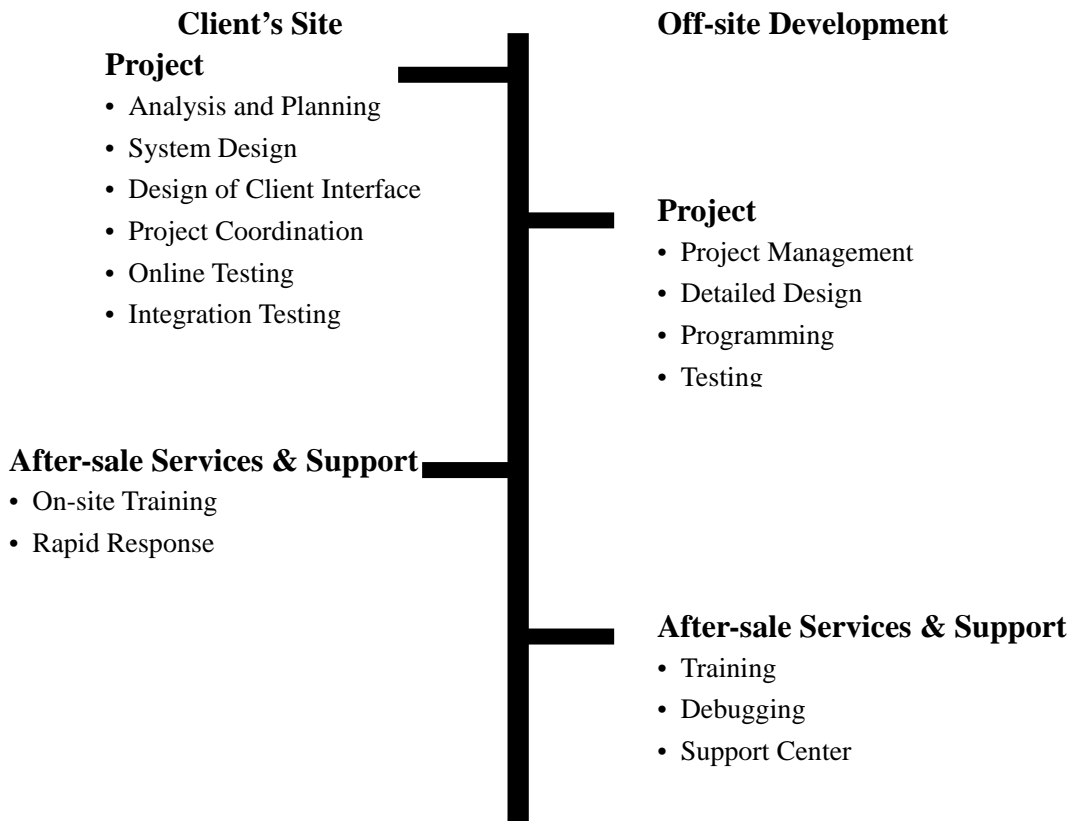 Client’s Site
Off-site Development
Project
• Analysis and Planning
• System Design
• Design of Client Interface
• Project Coordination
• Online Testing
• Integration Testing
Project
• Project Management
• Detailed Design
• Programming
• Testing
After-sale Services & Support
• On-site Training
• Rapid Response
After-sale Services & Support
• Training
• Debugging
• Support Center